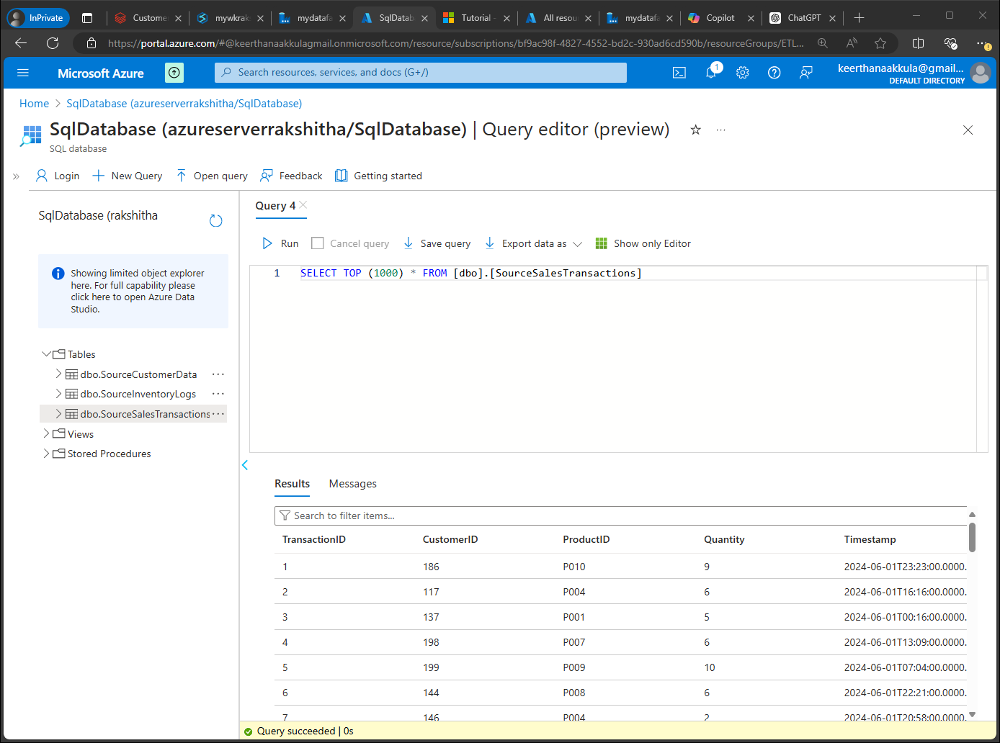 InPrivate
Custome
mywkrak
mydatafa
SqlDatab
Tutorial
All resou
mydatafa
Copilot
ChatGPT
https://portal.azure.com/#@keerthanaakkulagmail.onmicrosoft.com/resource/subscriptions/bf9ac98f-4827-4552-bd2c-930ad6cd590b/resourceGroups/ETL...
Microsoft Azure
Search resources, services, and docs (G+/)
1
keerthanaakkula@gmail...
DEFAULT DIRECTORY
Home > SqlDatabase (azureserverrakshitha/SqlDatabase)
SqlDatabase (azureserverrakshitha/SqlDatabase) | Query editor (preview)
SQL database
Login
New Query
Open query
Feedback
Getting started
SqlDatabase (rakshitha
Showing limited object explorer
here. For full capability please
click here to open Azure Data
Studio.
Tables
dbo.SourceCustomerData
dbo.SourceInventoryLogs
dbo.SourceSalesTransactions
Views
Stored Procedures
Query 4
Run
Cancel query
Save query
Export data as
Show only Editor
1 SELECT TOP (1000) * FROM [dbo].[SourceSalesTransactions]
Results
Messages
Search to filter items...
TransactionID CustomerID ProductID Quantity Timestamp
1 186 P010 9 2024-06-01T23:23:00.0000.
2 117 P004 6 2024-06-01T16:16:00.0000.
3 137 P001 5 2024-06-01T00:16:00.0000.
4 198 P007 6 2024-06-01T13:09:00.0000.
5 199 P009 10 2024-06-01T07:04:00.0000.
6 144 P008 6 2024-06-01T22:21:00.0000.
7 146 P004 2 2024-06-01T20:58:00.0000.
Query succeeded | 0s